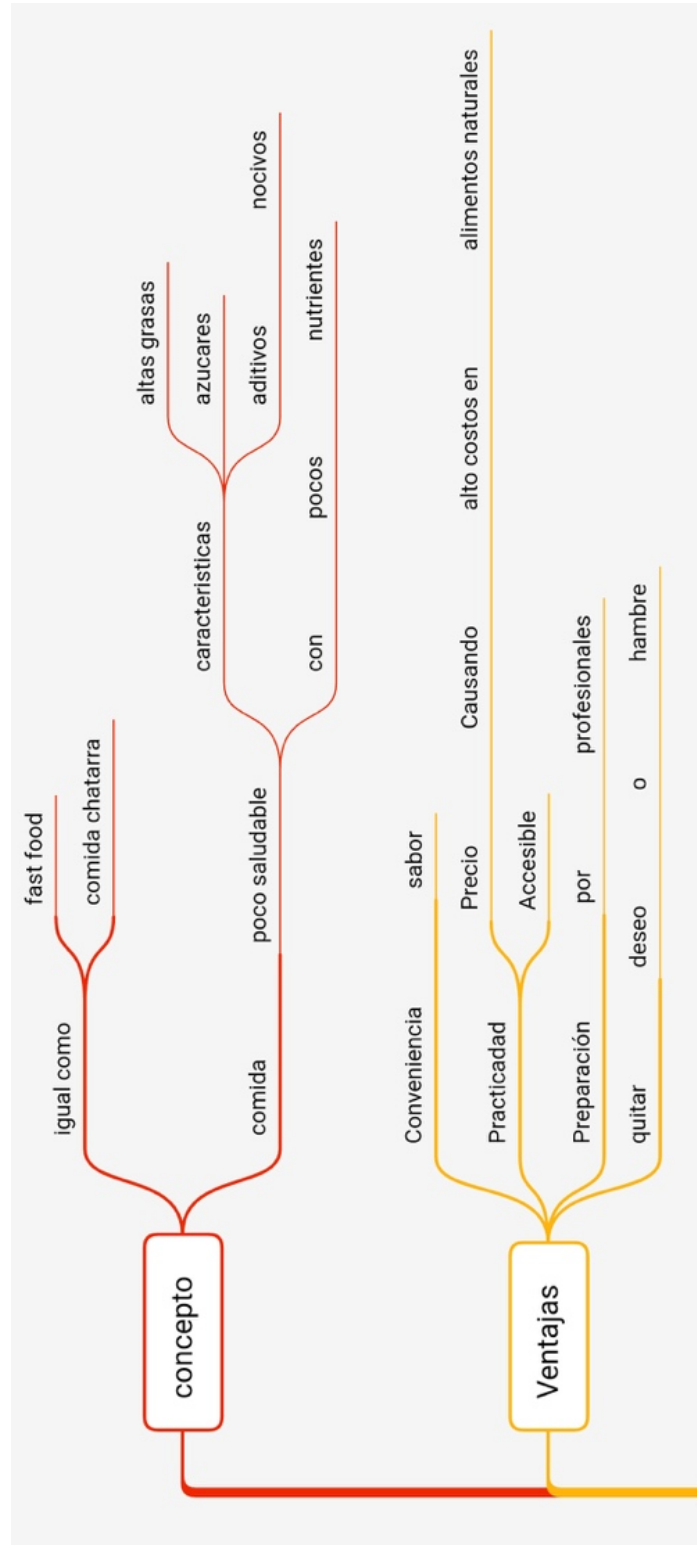 concepto
igual como
fast food
comida chatarra
comida poco saludable
caracteristicas
altas grasas
azucares
aditivos nocivos
con pocos nutrientes
Ventajas
Conveniencia sabor
Practicadad
Precio Causando alto costos en alimentos naturales
Accesible
Preparación por profesionales
quitar deseo o hambre